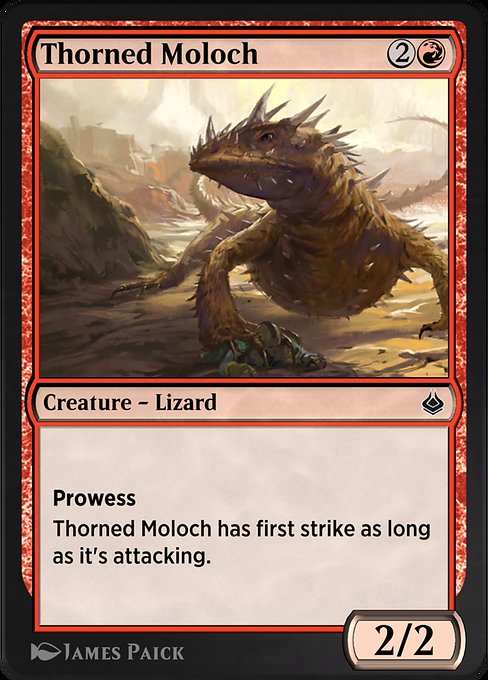 Thorned Moloch 2
Creature – Lizard
Prowess
Thorned Moloch has first strike as long
as it's attacking.
2/2
James Paick